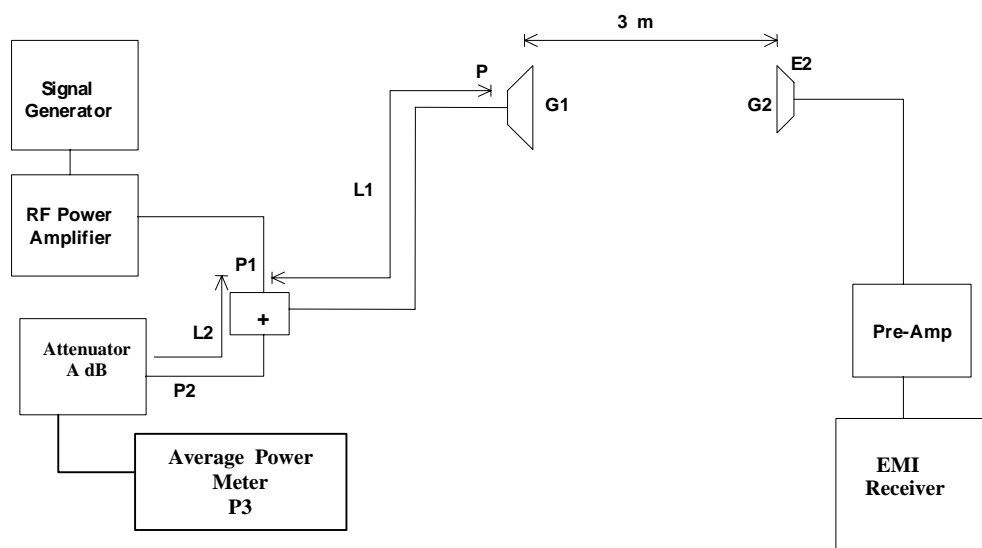 3 m
Signal
Generator
P
E2
G1
G2
L1
RF Power
Amplifier
P1
+
L2
Attenuator
A dB
P2
Pre-Amp
Average Power
Meter
P3
EMI
Receiver